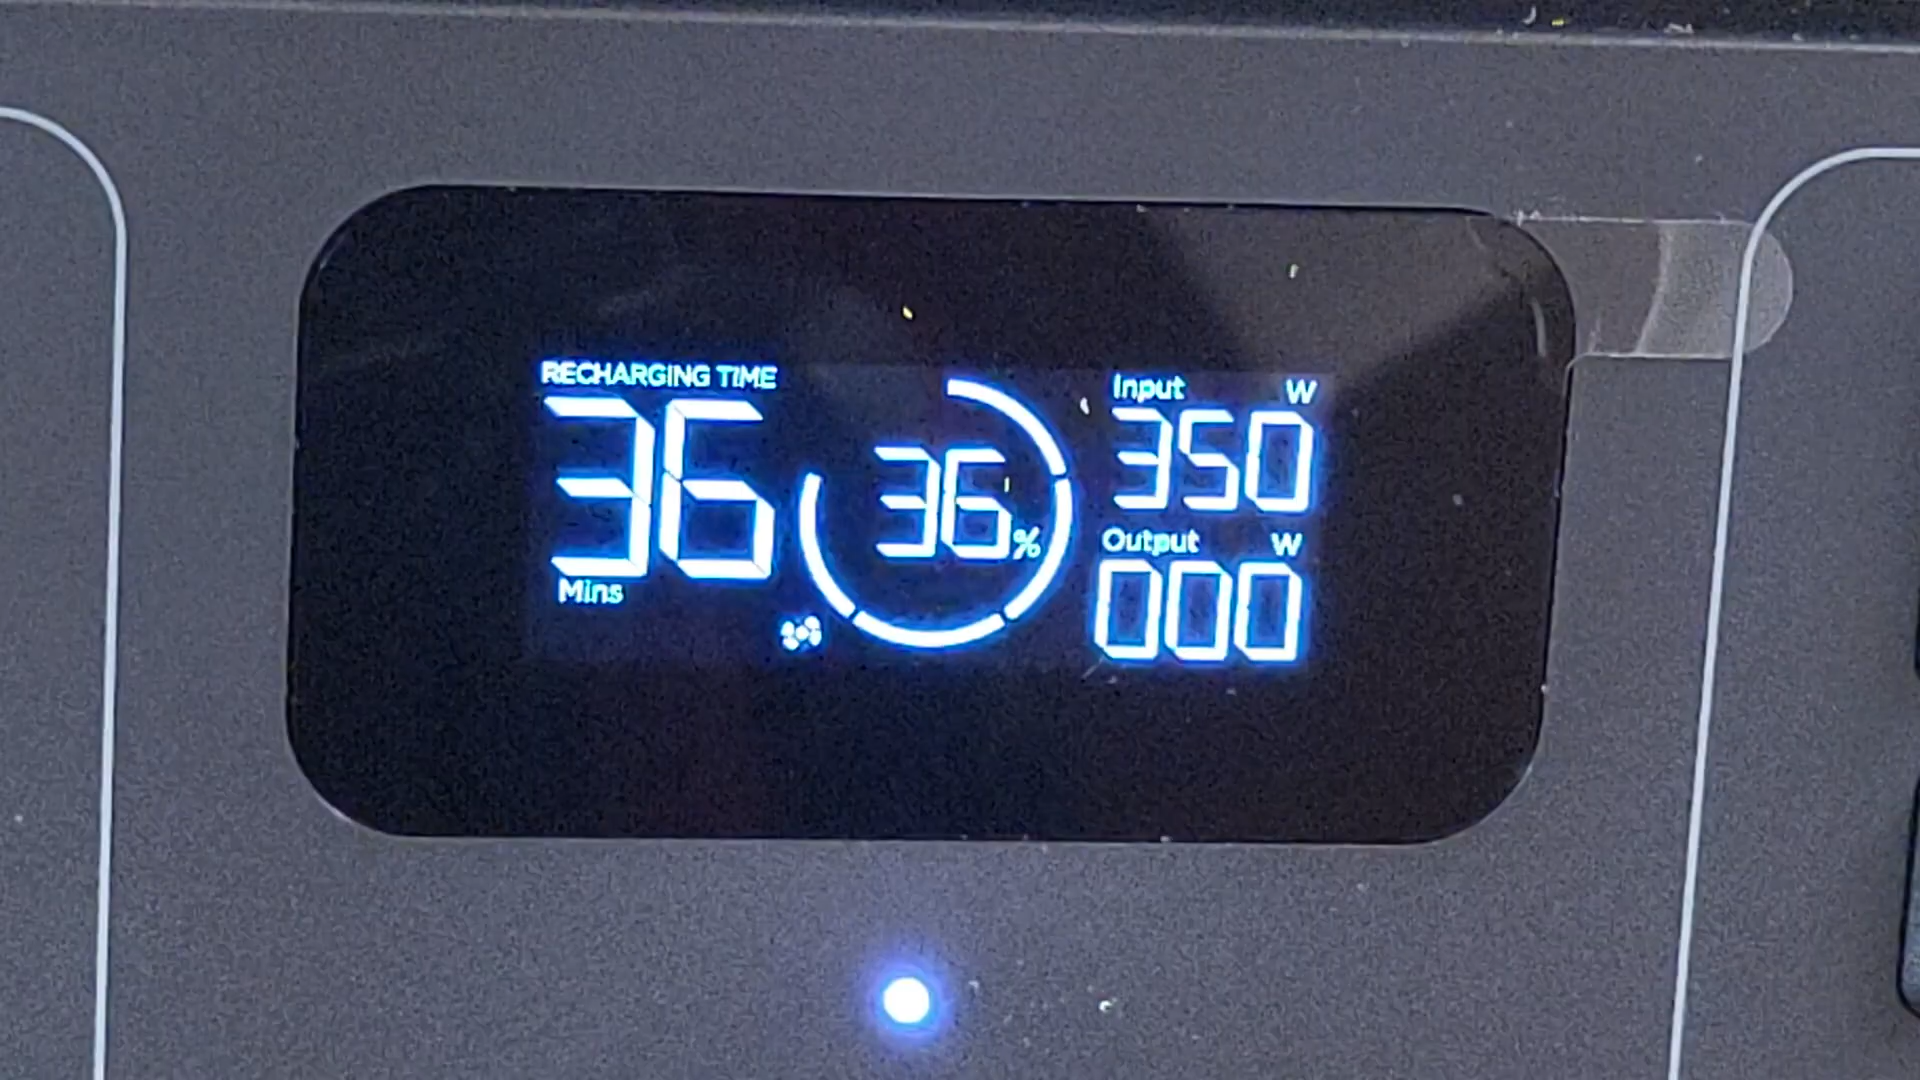 RECHARGING TIME
36
Mins
36%
Input W
350
Output W
000